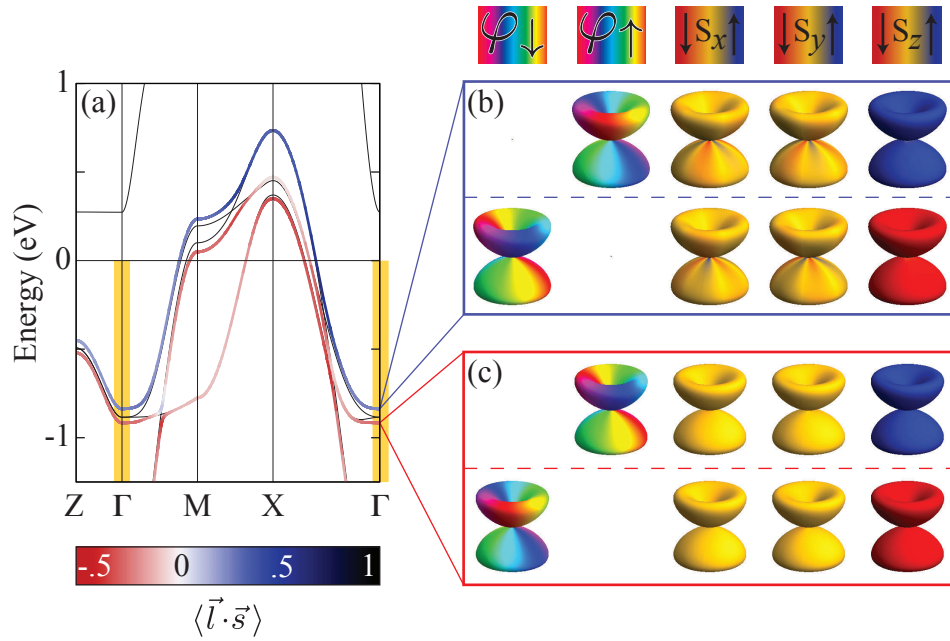 φ↓ φ↑ ↓Sx↑ ↓Sy↑ ↓Sz↑
(a)
(b)
(c)
Energy (eV)
1
0
-1
Z Γ M X Γ
-.5 0 .5 1
⟨l⃗·s⃗⟩